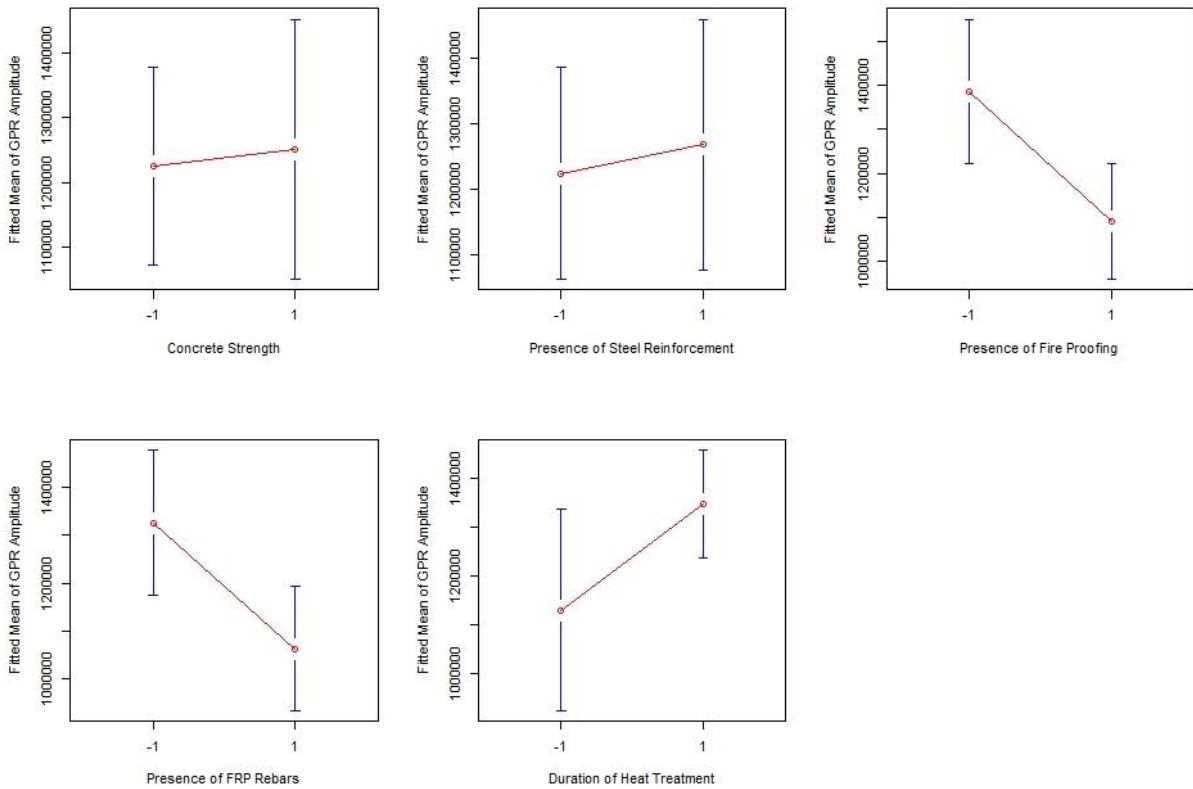 Fitted Mean of GPR Amplitude
1400000
1300000
1200000
1100000
-1 1
Concrete Strength
Fitted Mean of GPR Amplitude
1400000
1300000
1200000
1100000
-1 1
Presence of Steel Reinforcement
Fitted Mean of GPR Amplitude
1400000
1200000
1000000
-1 1
Presence of Fire Proofing
Fitted Mean of GPR Amplitude
1400000
1200000
1000000
-1 1
Presence of FRP Rebars
Fitted Mean of GPR Amplitude
1400000
1200000
1000000
-1 1
Duration of Heat Treatment